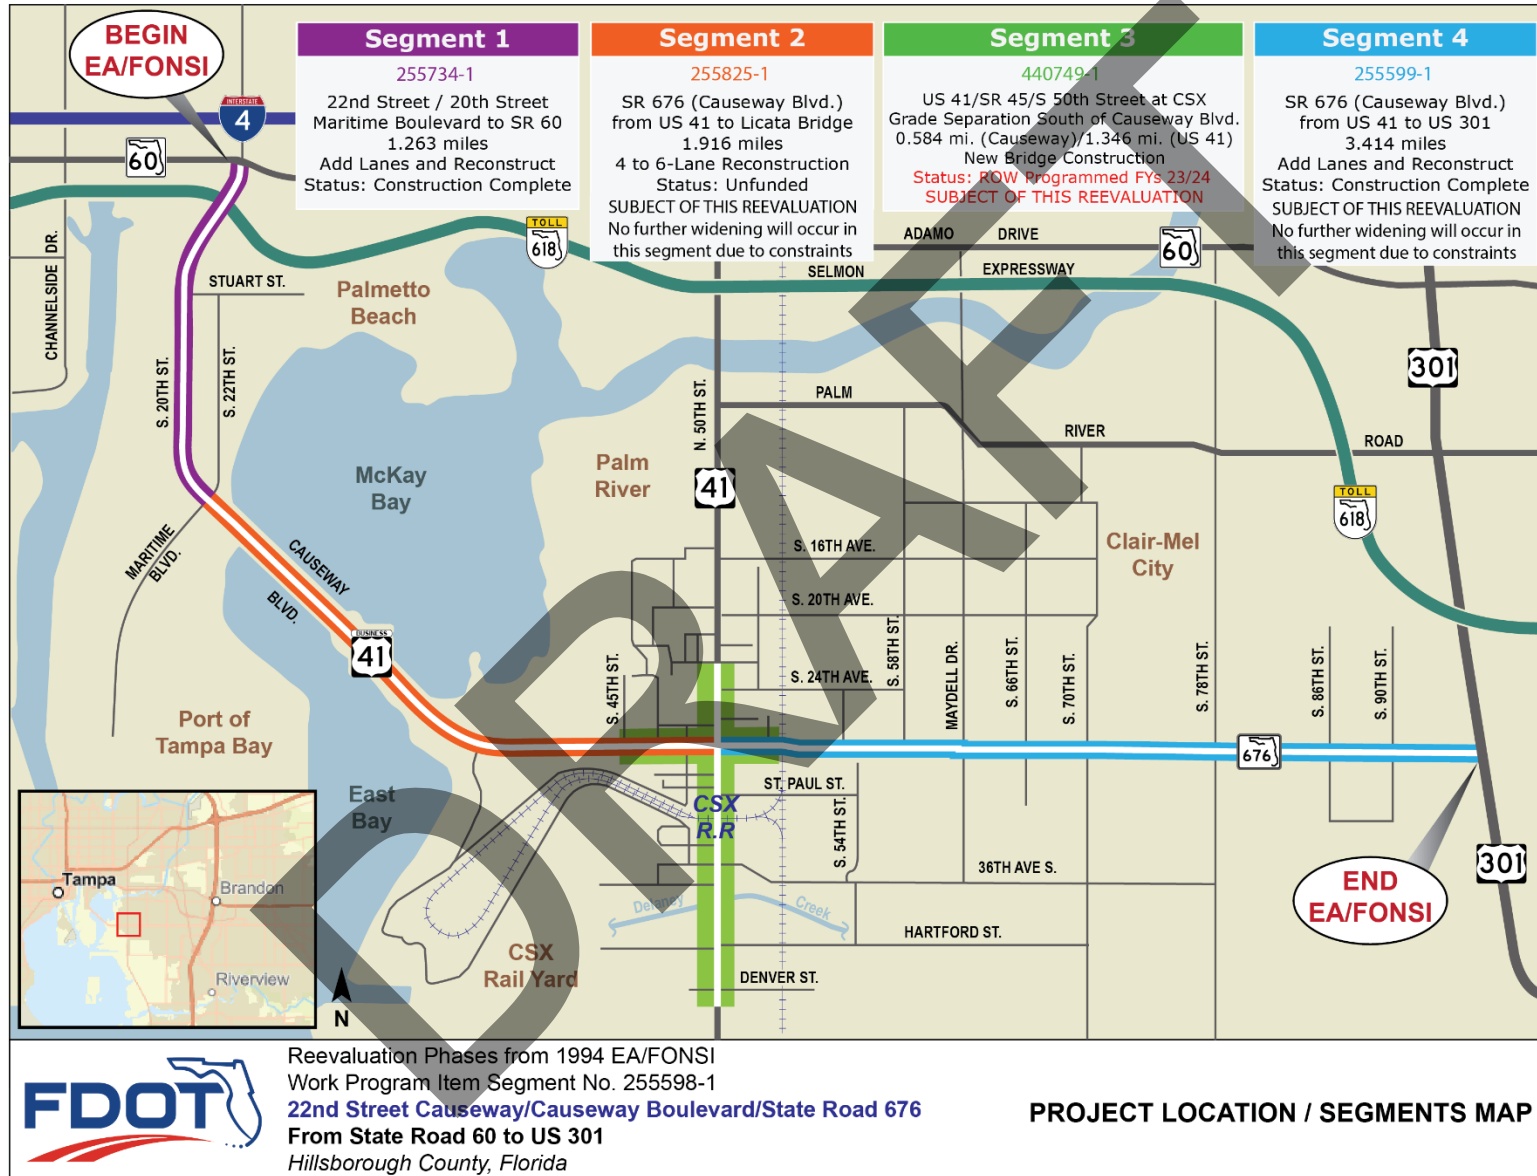 BEGIN
EA/FONSI
Segment 1
255734-1
22nd Street / 20th Street
Maritime Boulevard to SR 60
1.263 miles
Add Lanes and Reconstruct
Status: Construction Complete
Segment 2
255825-1
SR 676 (Causeway Blvd.)
from US 41 to Licata Bridge
1.916 miles
4 to 6-Lane Reconstruction
Status: Unfunded
SUBJECT OF THIS REEVALUATION
No further widening will occur in
this segment due to constraints
Segment 3
440749-1
US 41/SR 45/S 50th Street at CSX
Grade Separation South of Causeway Blvd.
0.584 mi. (Causeway)/1.346 mi. (US 41)
New Bridge Construction
Status: ROW Programmed FYs 23/24
SUBJECT OF THIS REEVALUATION
Segment 4
255599-1
SR 676 (Causeway Blvd.)
from US 41 to US 301
3.414 miles
Add Lanes and Reconstruct
Status: Construction Complete
SUBJECT OF THIS REEVALUATION
No further widening will occur in
this segment due to constraints
INTERSTATE
4
60
TOLL
618
ADAMO DRIVE
60
SELMON EXPRESSWAY
CHANNELSIDE DR.
STUART ST.
Palmetto
Beach
S. 20TH ST.
S. 22TH ST.
N. 50TH ST.
301
PALM RIVER ROAD
McKay
Bay
Palm
River
41
TOLL
618
MARITIME
BLVD.
CAUSEWAY
BLVD.
S. 16TH AVE.
Clair-Mel
City
S. 20TH AVE.
BUSINESS
41
S. 45TH ST.
S. 24TH AVE.
S. 58TH ST.
MAYDELL DR.
S. 66TH ST.
S. 70TH ST.
S. 78TH ST.
S. 86TH ST.
S. 90TH ST.
Port of
Tampa Bay
676
ST. PAUL ST.
East
Bay
CSX
R.R
S. 54TH ST.
36TH AVE S.
301
END
EA/FONSI
Delaney Creek
HARTFORD ST.
CSX
Rail Yard
DENVER ST.
Tampa
Brandon
Riverview
N
DRAFT
FDOT
Reevaluation Phases from 1994 EA/FONSI
Work Program Item Segment No. 255598-1
22nd Street Causeway/Causeway Boulevard/State Road 676
From State Road 60 to US 301
Hillsborough County, Florida
PROJECT LOCATION / SEGMENTS MAP